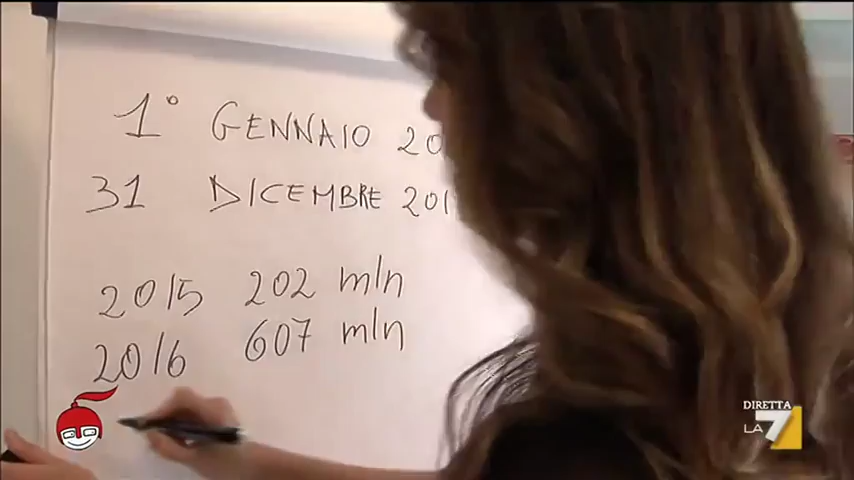 1° GENNAIO 20
31 DICEMBRE 201
2015 202 mln
2016 607 mln
DIRETTA
LA7